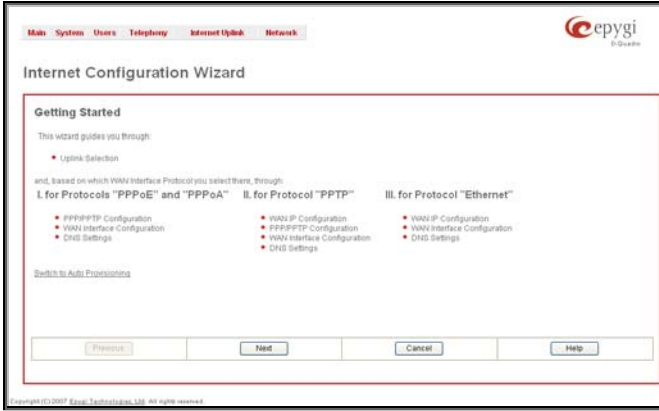 Main System Users Telephony Internet Uplink Network
epygi
D-Quadro
Internet Configuration Wizard
Getting Started
This wizard guides you through:
Uplink Selection
and, based on which WAN Interface Protocol you select there, through:
I. for Protocols "PPPoE" and "PPPoA"
PPP/PPTP Configuration
WAN Interface Configuration
DNS Settings
II. for Protocol "PPTP"
WAN IP Configuration
PPP/PPTP Configuration
WAN Interface Configuration
DNS Settings
III. for Protocol "Ethernet"
WAN IP Configuration
WAN Interface Configuration
DNS Settings
Switch to Auto Provisioning
Previous Next Cancel Help
Copyright (C) 2007 Epygi Technologies, Ltd. All rights reserved.